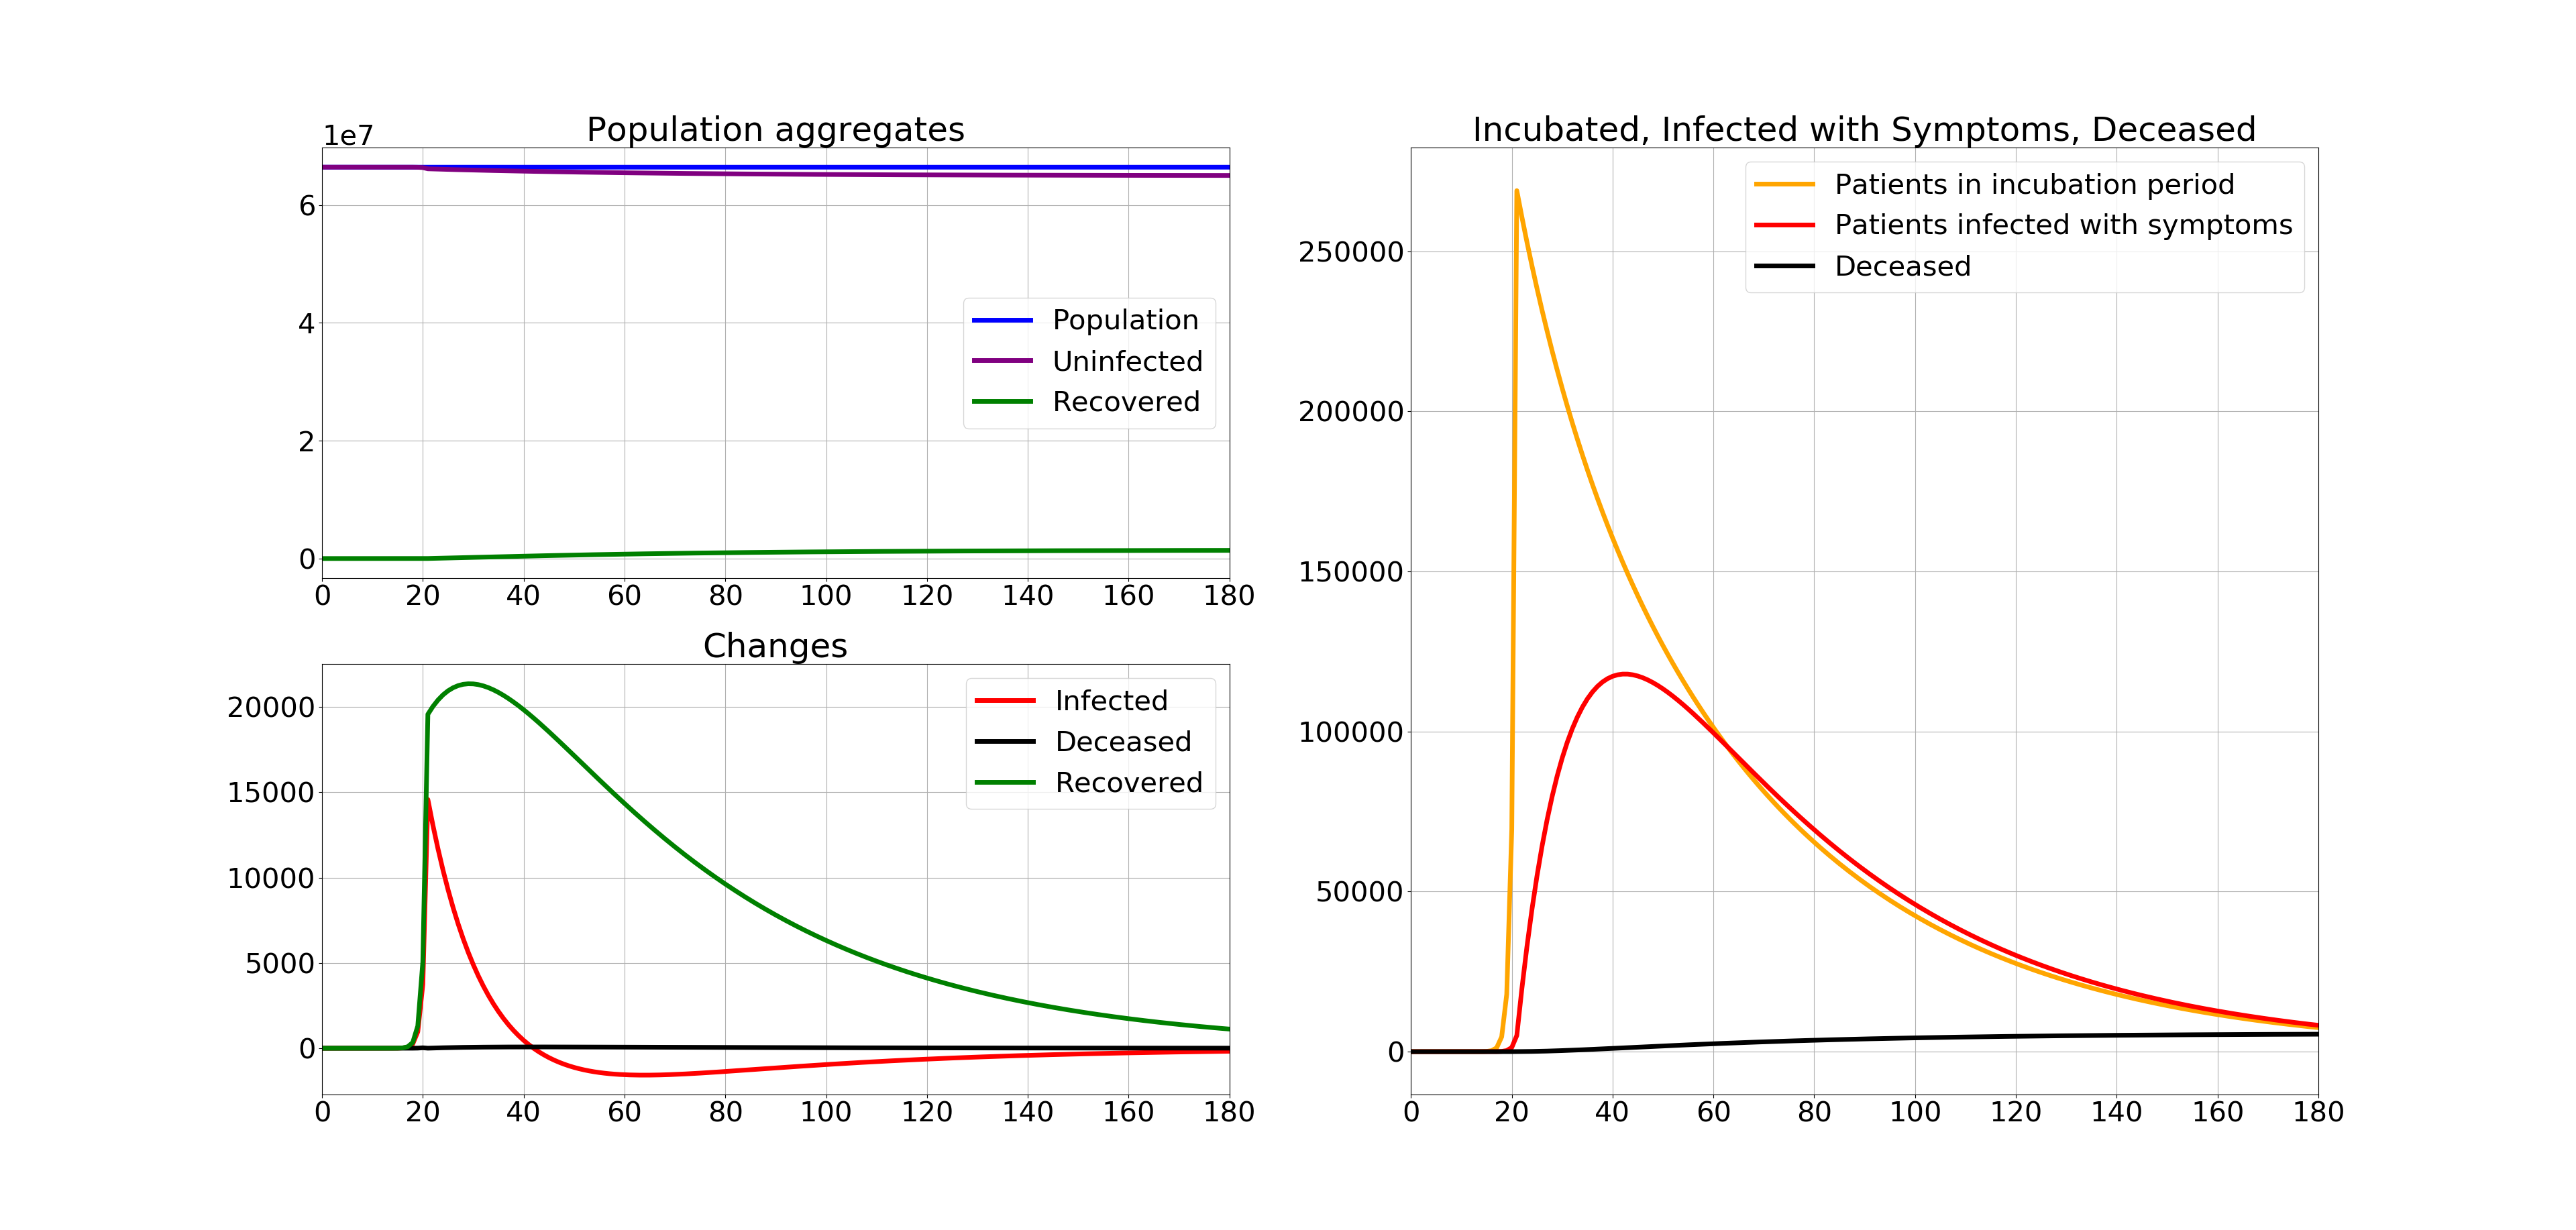 Population aggregates
1e7
6
4
2
0
Population
Uninfected
Recovered
0 20 40 60 80 100 120 140 160 180
Changes
20000
15000
10000
5000
0
Infected
Deceased
Recovered
0 20 40 60 80 100 120 140 160 180
Incubated, Infected with Symptoms, Deceased
250000
200000
150000
100000
50000
0
Patients in incubation period
Patients infected with symptoms
Deceased
0 20 40 60 80 100 120 140 160 180